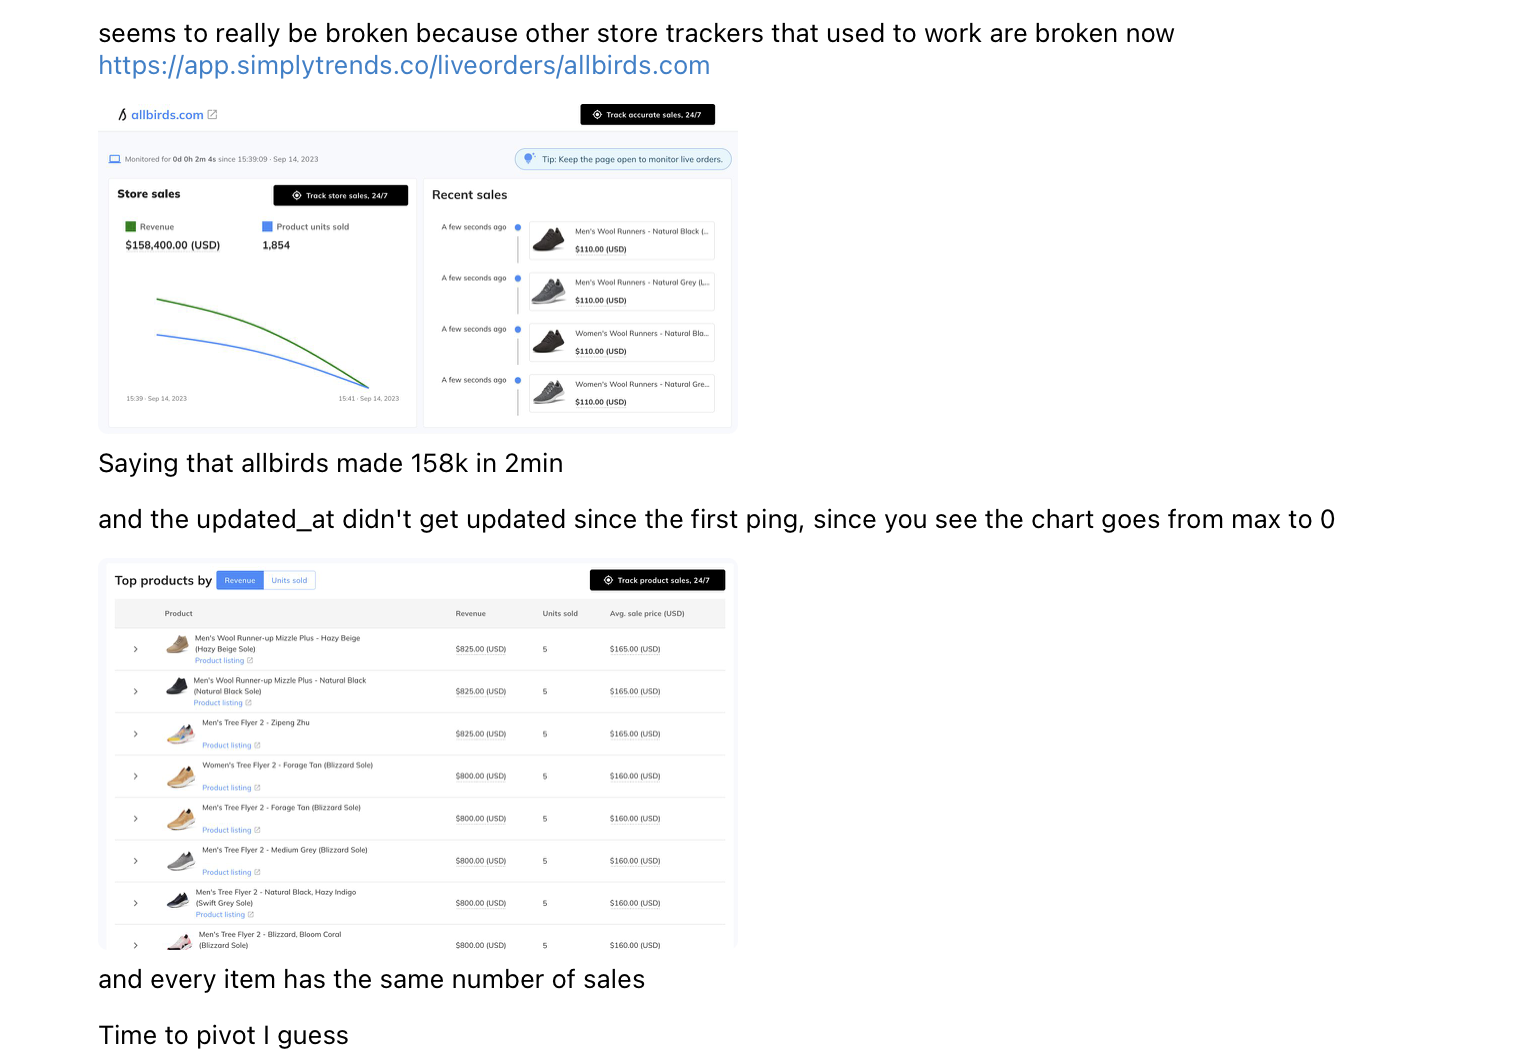 seems to really be broken because other store trackers that used to work are broken now
https://app.simplytrends.co/liveorders/allbirds.com
allbirds.com
Track accurate sales, 24/7
Monitored for 0d 0h 2m 4s since 15:39:09 · Sep 14, 2023
Tip: Keep the page open to monitor live orders.
Store sales
Track store sales, 24/7
Revenue
Product units sold
$158,400.00 (USD)
1,854
15:39 · Sep 14, 2023
15:41 · Sep 14, 2023
Recent sales
A few seconds ago
Men's Wool Runners - Natural Black (...
$110.00 (USD)
A few seconds ago
Men's Wool Runners - Natural Grey (L...
$110.00 (USD)
A few seconds ago
Women's Wool Runners - Natural Bla...
$110.00 (USD)
A few seconds ago
Women's Wool Runners - Natural Gre...
$110.00 (USD)
Saying that allbirds made 158k in 2min
and the updated_at didn't get updated since the first ping, since you see the chart goes from max to 0
Top products by Revenue Units sold
Track product sales, 24/7
Product Revenue Units sold Avg. sale price (USD)
Men's Wool Runner-up Mizzle Plus - Hazy Beige
(Hazy Beige Sole) $825.00 (USD) 5 $165.00 (USD)
Product listing
Men's Wool Runner-up Mizzle Plus - Natural Black
(Natural Black Sole) $825.00 (USD) 5 $165.00 (USD)
Product listing
Men's Tree Flyer 2 - Zipeng Zhu
$825.00 (USD) 5 $165.00 (USD)
Product listing
Women's Tree Flyer 2 - Forage Tan (Blizzard Sole)
$800.00 (USD) 5 $160.00 (USD)
Product listing
Men's Tree Flyer 2 - Forage Tan (Blizzard Sole)
$800.00 (USD) 5 $160.00 (USD)
Product listing
Men's Tree Flyer 2 - Medium Grey (Blizzard Sole)
$800.00 (USD) 5 $160.00 (USD)
Product listing
Men's Tree Flyer 2 - Natural Black, Hazy Indigo
(Swift Grey Sole) $800.00 (USD) 5 $160.00 (USD)
Product listing
Men's Tree Flyer 2 - Blizzard, Bloom Coral
(Blizzard Sole) $800.00 (USD) 5 $160.00 (USD)
and every item has the same number of sales
Time to pivot I guess